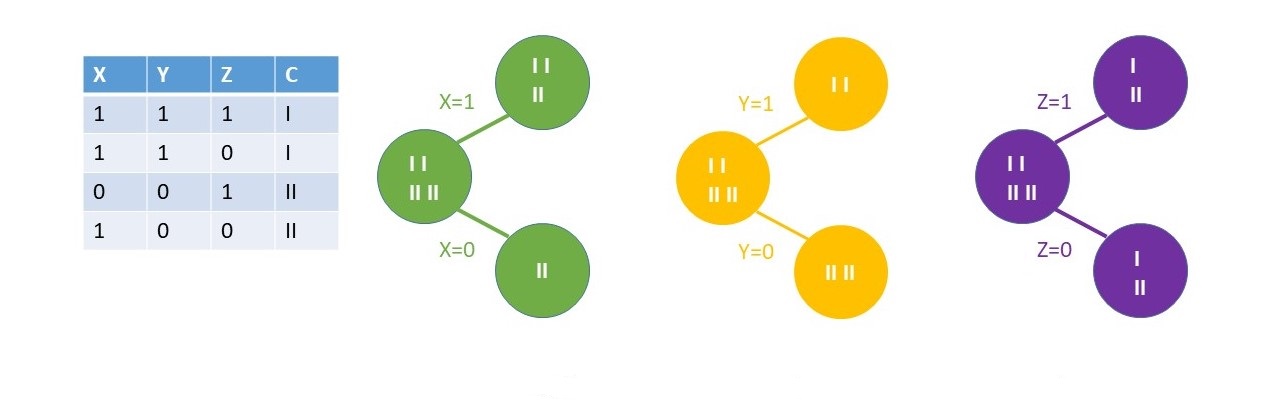 X Y Z C
1 1 1 I
1 1 0 I
0 0 1 II
1 0 0 II
X=1
I I
II
I I
II II
X=0
II
Y=1
I I
I I
II II
Y=0
II II
Z=1
I
II
I I
II II
Z=0
I
II